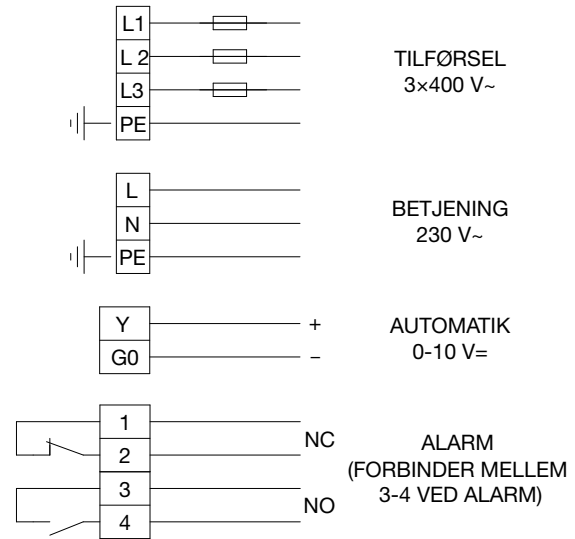 L1
L 2
L3
PE
TILFØRSEL
3×400 V~
L
N
PE
BETJENING
230 V~
Y
G0
+
−
AUTOMATIK
0-10 V=
1
2
3
4
NC
NO
ALARM
(FORBINDER MELLEM
3-4 VED ALARM)